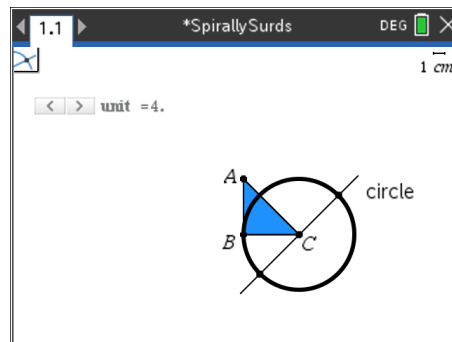 1.1 *SpirallySurds DEG
1 cm
< > unit =4.
A
circle
B C